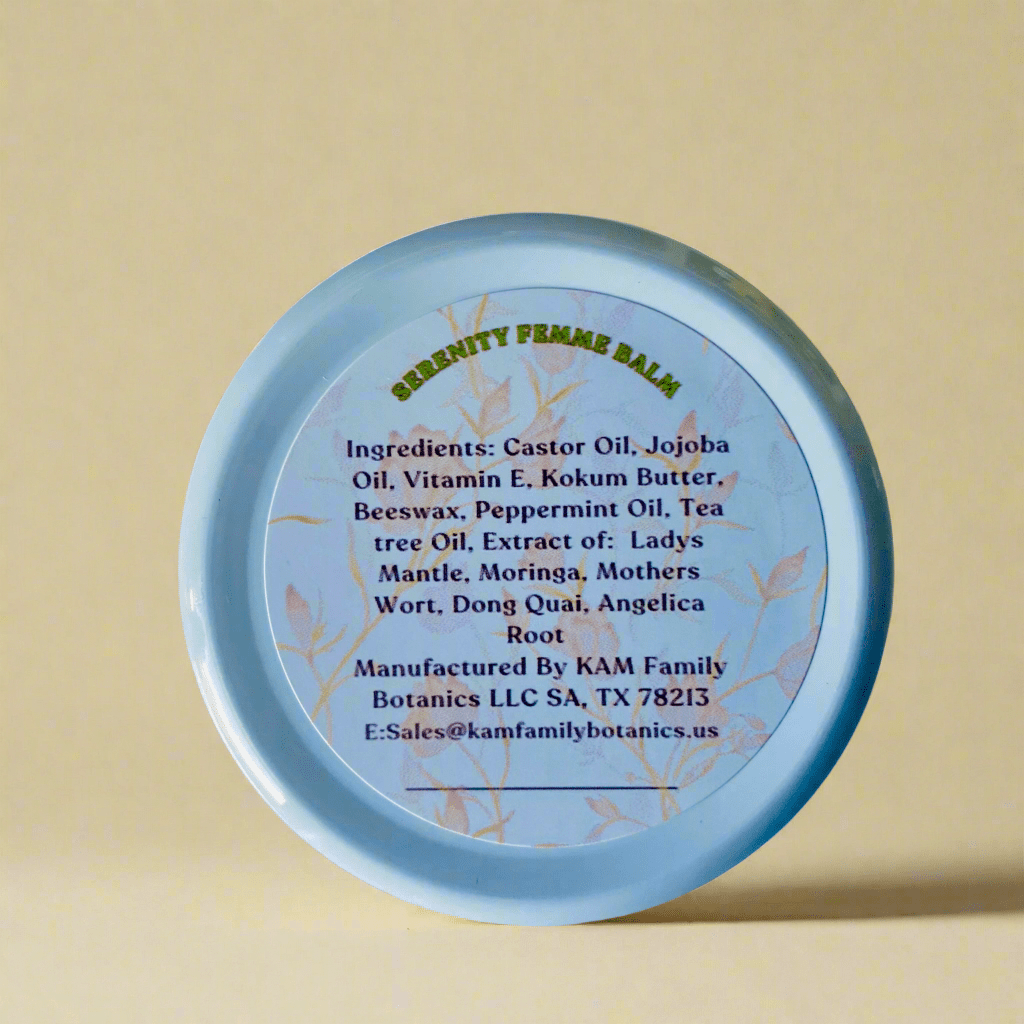 SERENITY FEMME BALM
Ingredients: Castor Oil, Jojoba
Oil, Vitamin E, Kokum Butter,
Beeswax, Peppermint Oil, Tea
tree Oil, Extract of: Ladys
Mantle, Moringa, Mothers
Wort, Dong Quai, Angelica
Root
Manufactured By KAM Family
Botanics LLC SA, TX 78213
E:Sales@kamfamilybotanics.us